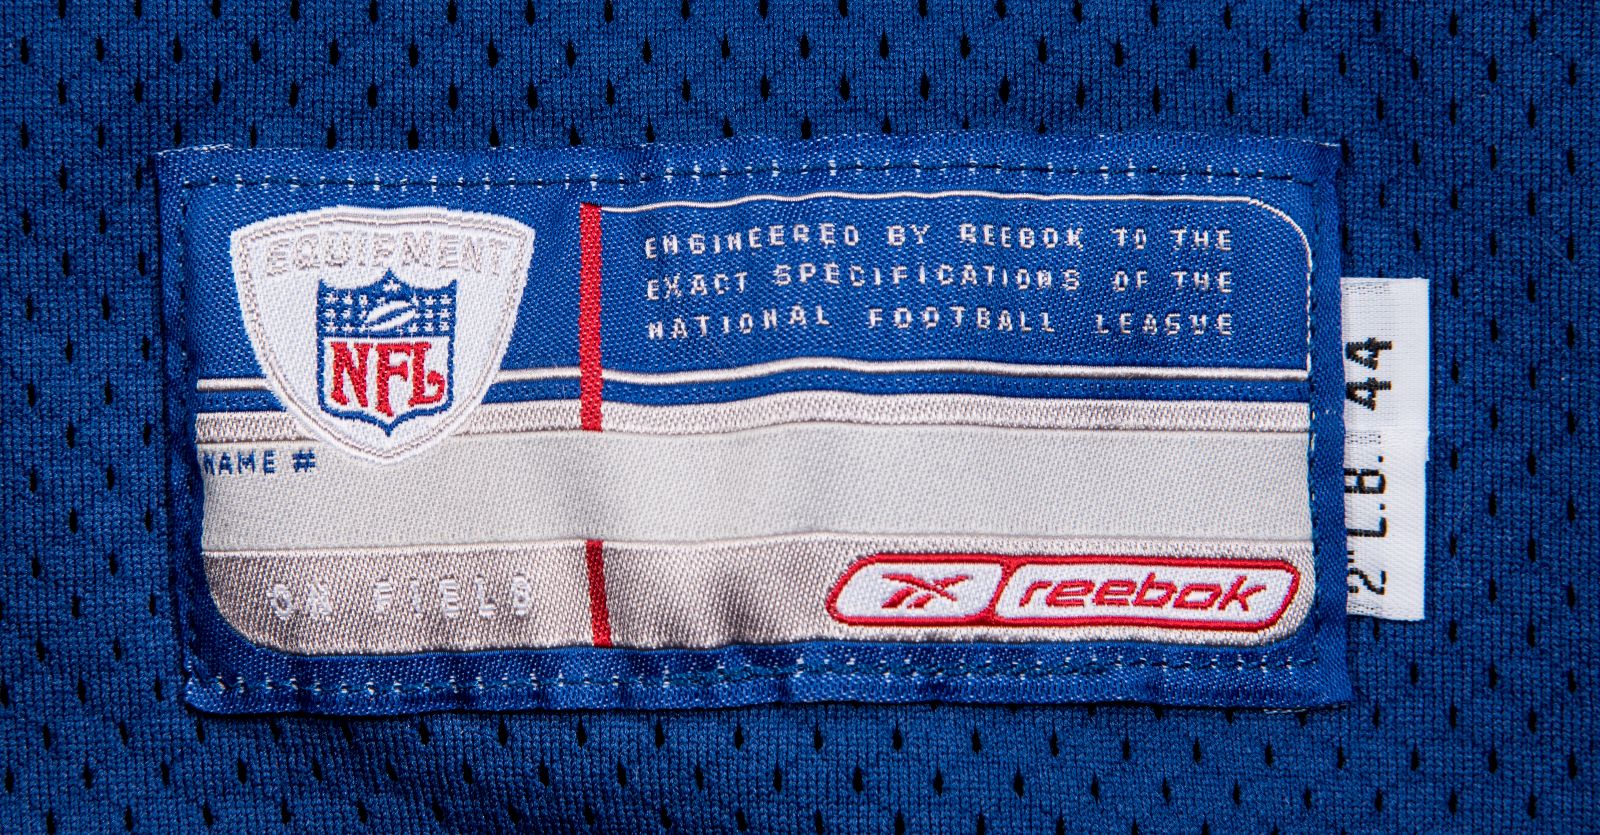 EQUIPMENT
NFL
ENGINEERED BY REEBOK TO THE
EXACT SPECIFICATIONS OF THE
NATIONAL FOOTBALL LEAGUE
NAME #
ON FIELD
reebok
44
2" L.B.